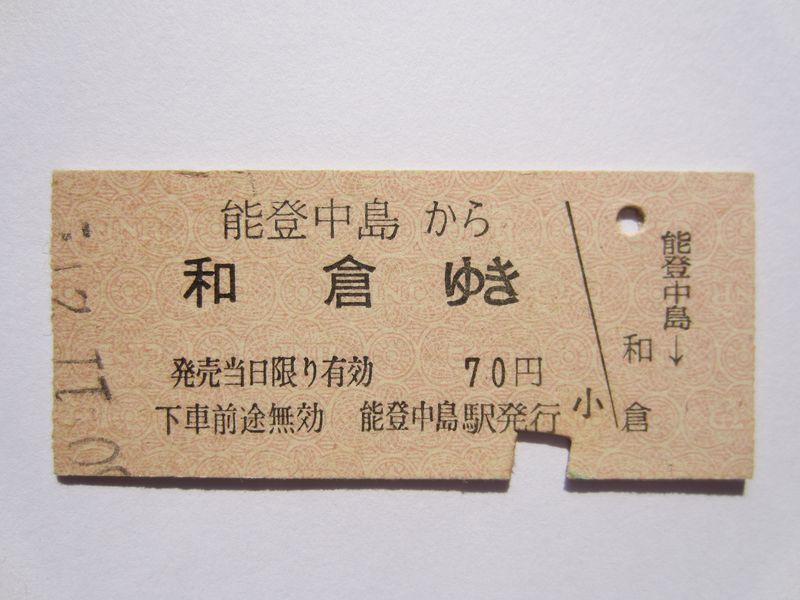 能登中島から
和倉ゆき
発売当日限り有効 70円
下車前途無効 能登中島駅発行
小
能登中島→
和倉